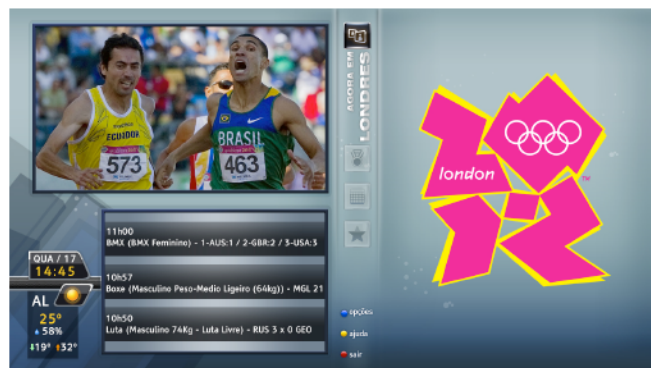 ECUADOR
573
BRASIL
463
AGORA EM
LONDRES
london
TM
11h00
BMX (BMX Feminino) - 1-AUS:1 / 2-GBR:2 / 3-USA:3
10h57
Boxe (Masculino Peso-Medio Ligeiro (64kg)) - MGL 21
10h50
Luta (Masculino 74Kg - Luta Livre) - RUS 3 x 0 GEO
QUA / 17
14:45
AL
25°
58%
19° 32°
opções
ajuda
sair